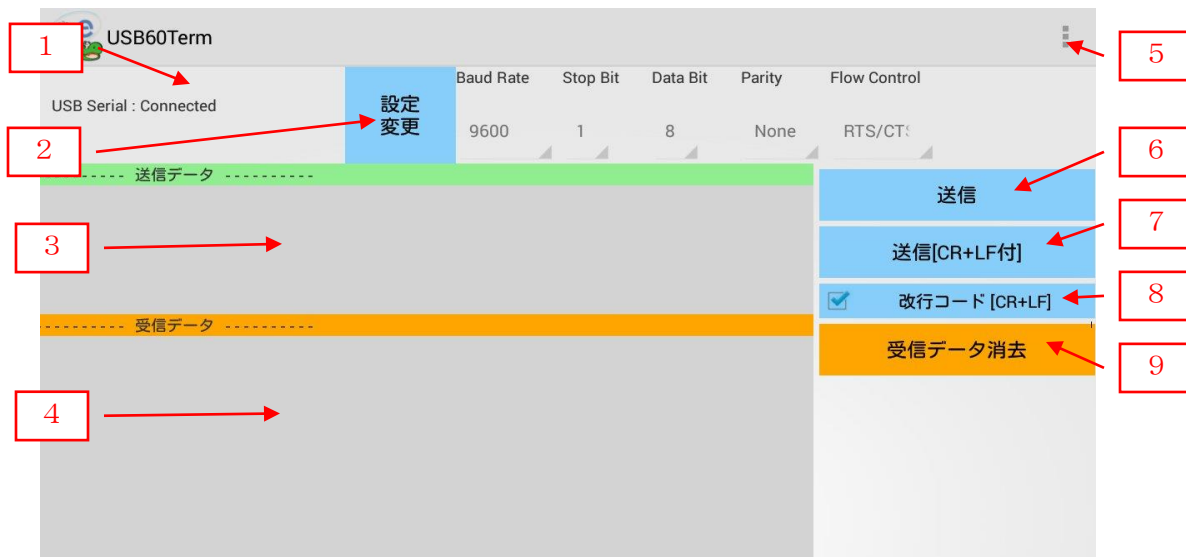 USB60Term
1
5
Baud Rate Stop Bit Data Bit Parity Flow Control
USB Serial : Connected
設定
変更
9600 1 8 None RTS/CT
2
6
---- 送信データ ----------
送信
3
7
送信[CR+LF付]
8
改行コード [CR+LF]
--------- 受信データ ----------
受信データ消去
9
4